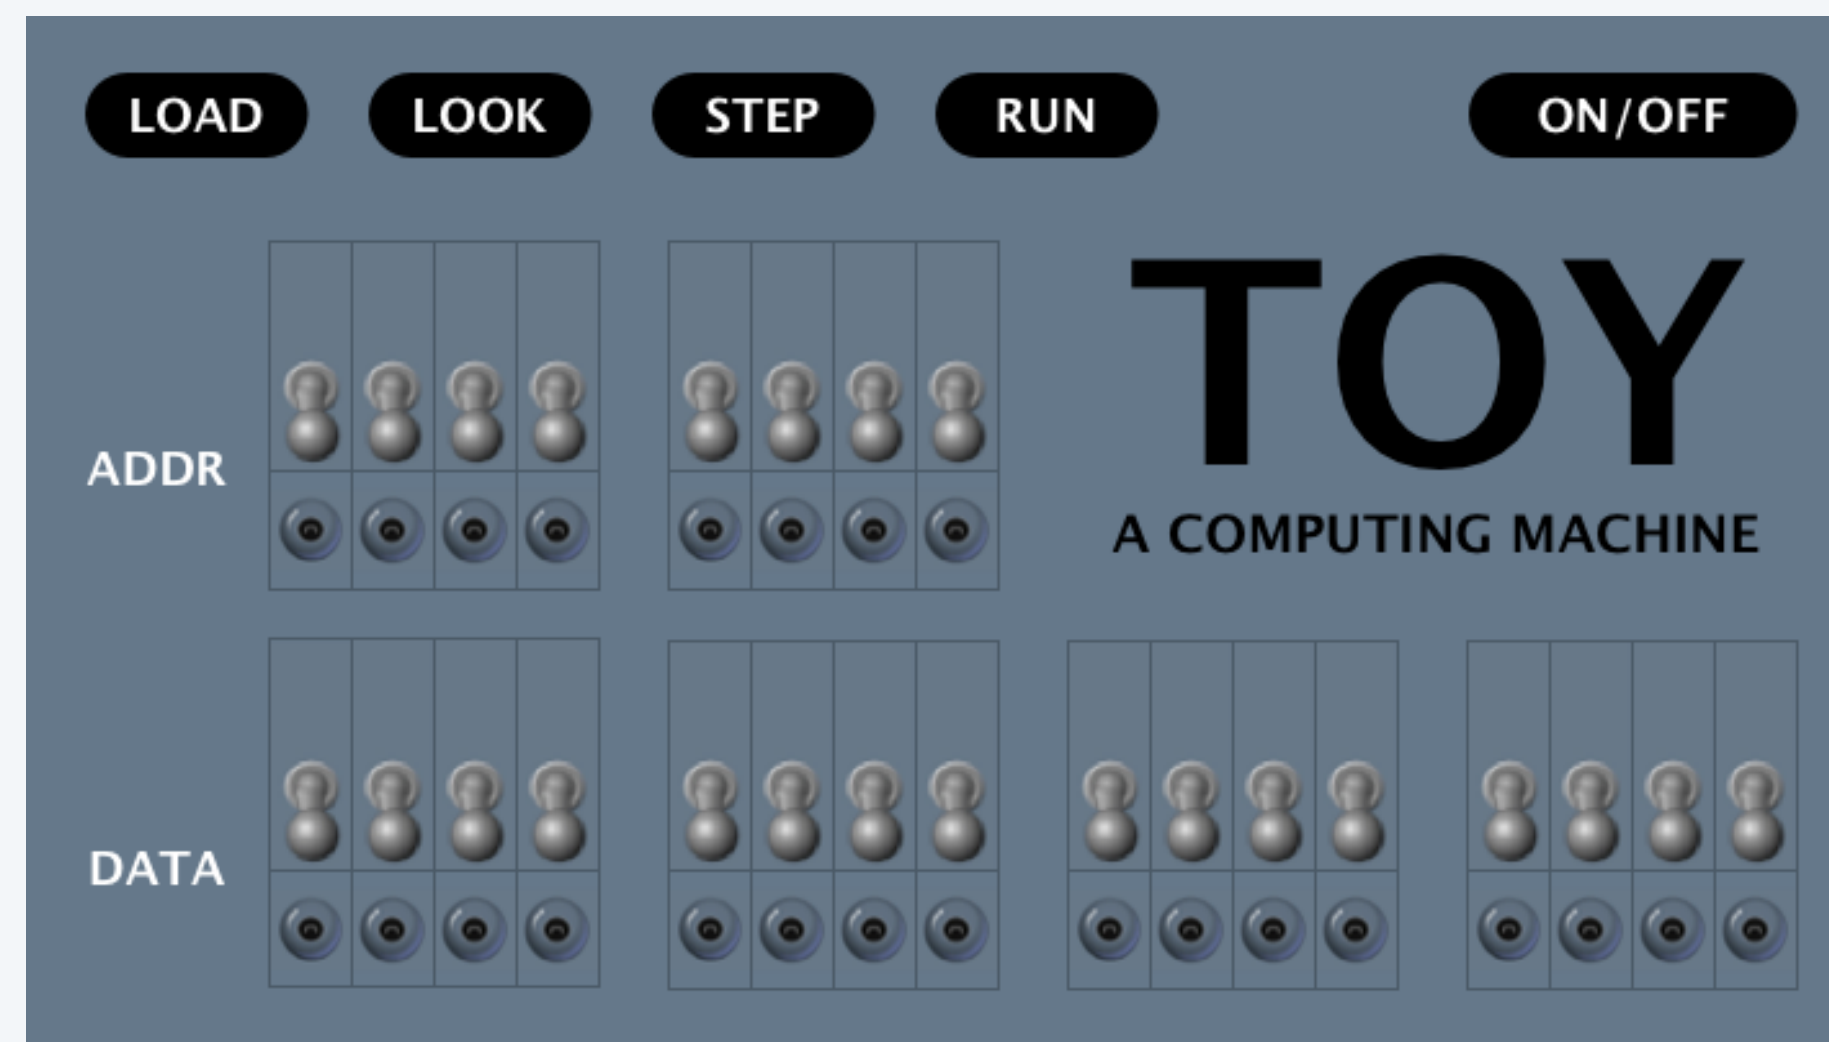 LOAD LOOK STEP RUN ON/OFF
TOY
ADDR
A COMPUTING MACHINE
DATA